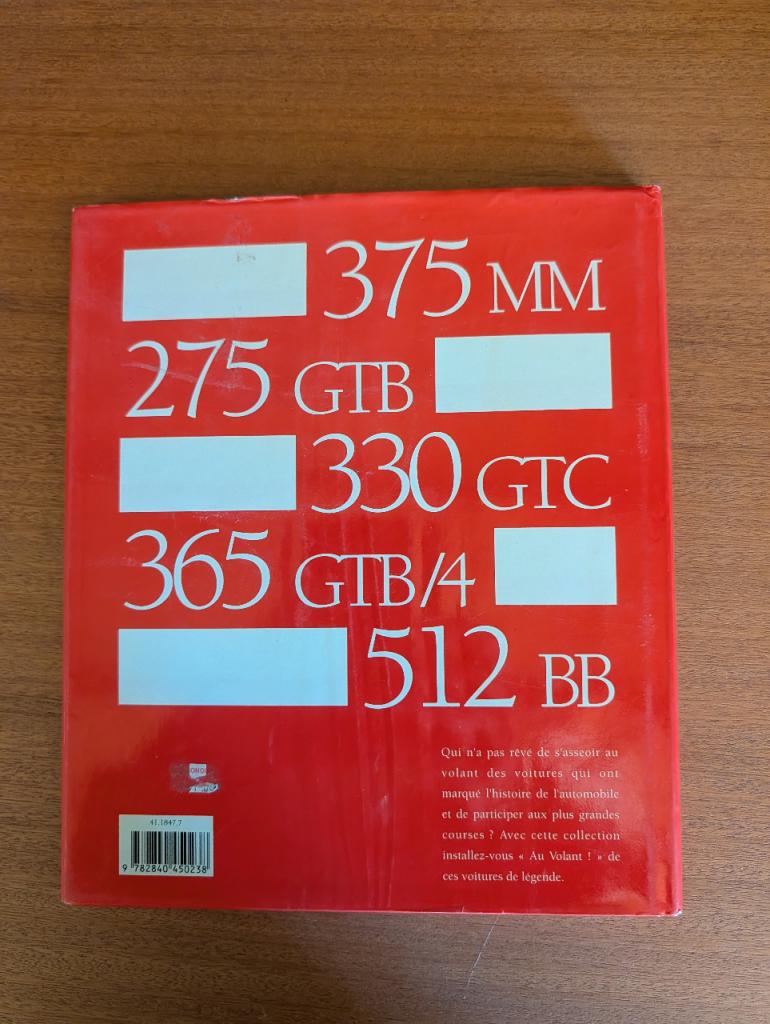 375 MM
275 GTB
330 GTC
365 GTB/4
512 BB
Qui n'a pas rêvé de s'asseoir au
volant des voitures qui ont
marqué l'histoire de l'automobile
et de participer aux plus grandes
courses ? Avec cette collection
installez-vous « Au Volant ! » de
ces voitures de légende.
41.1847.7
9 782840 450238